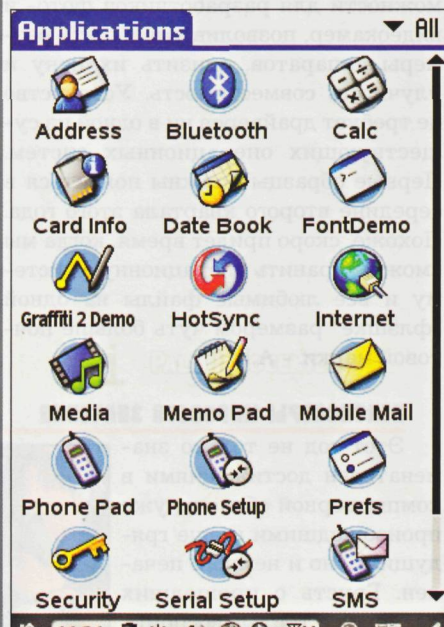 Applications
All
Address
Bluetooth
Calc
Card Info
Date Book
FontDemo
Graffiti 2 Demo
HotSync
Internet
Media
Memo Pad
Mobile Mail
Phone Pad
Phone Setup
Prefs
Security
Serial Setup
SMS